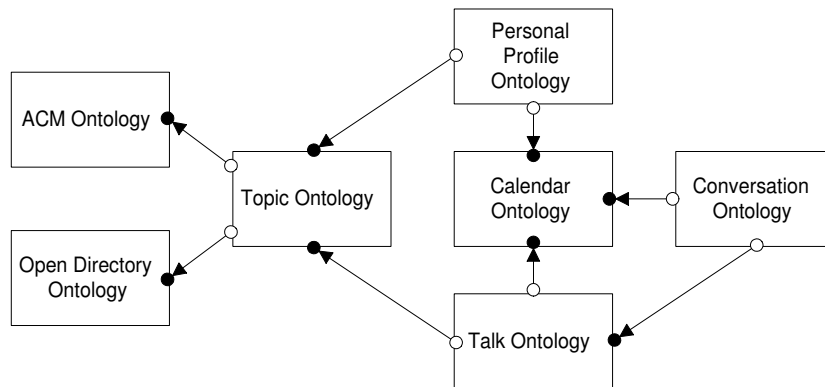 Personal
Profile
Ontology
ACM Ontology
Topic Ontology
Calendar
Ontology
Conversation
Ontology
Open Directory
Ontology
Talk Ontology